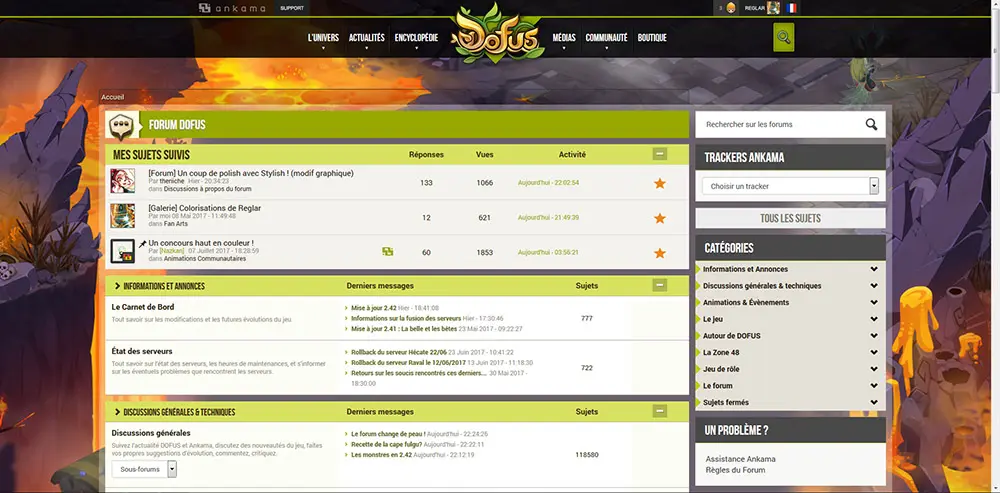 ankama SUPPORT
3 REGLAR
L'UNIVERS ACTUALITÉS ENCYCLOPÉDIE DOFUS MÉDIAS COMMUNAUTÉ BOUTIQUE
Accueil
FORUM DOFUS
MES SUJETS SUIVIS Réponses Vues Activité
[Forum] Un coup de polish avec Stylish ! (modif graphique)
Par theniche Hier - 20:34:23
dans Discussions à propos du forum
133 1066 Aujourd'hui - 22:02:54
[Galerie] Colorisations de Reglar
Par moi 08 Mai 2017 - 11:49:48
dans Fan Arts
12 621 Aujourd'hui - 21:49:39
Un concours haut en couleur !
Par [Nazkan] 07 Juillet 2017 - 18:28:59
dans Animations Communautaires
60 1853 Aujourd'hui - 03:56:21
INFORMATIONS ET ANNONCES Derniers messages Sujets
Le Carnet de Bord
Tout savoir sur les modifications et les futures évolutions du jeu
Mise à jour 2.42 Hier - 18:41:08
Informations sur la fusion des serveurs Hier - 17:30:46
Mise à jour 2.41 : La belle et les bêtes 23 Mai 2017 - 09:22:27
777
État des serveurs
Tout savoir sur l'état des serveurs, les heures de maintenances, et s'informer
sur les éventuels problèmes que rencontrent les serveurs.
Rollback du serveur Hécate 22/06 23 Juin 2017 - 10:41:22
Rollback du serveur Raval le 12/06/2017 13 Juin 2017 - 11:18:30
Retours sur les soucis rencontrés ces derniers... 30 Mai 2017 -
18:30:00
722
DISCUSSIONS GÉNÉRALES & TECHNIQUES Derniers messages Sujets
Discussions générales
Suivez l'actualité DOFUS et Ankama, discutez des nouveautés du jeu, faites
vos propres suggestions d'évolution, commentez, critiquez.
Sous-forums
Le forum change de peau ! Aujourd'hui - 22:24:26
Recette de la cape fulgu? Aujourd'hui - 22:22:11
Les monstres en 2.42 Aujourd'hui - 22:12:19
118580
Rechercher sur les forums
TRACKERS ANKAMA
Choisir un tracker
TOUS LES SUJETS
CATÉGORIES
Informations et Annonces
Discussions générales & techniques
Animations & Évènements
Le jeu
Autour de DOFUS
La Zone 48
Jeu de rôle
Le forum
Sujets fermés
UN PROBLÈME ?
Assistance Ankama
Règles du Forum